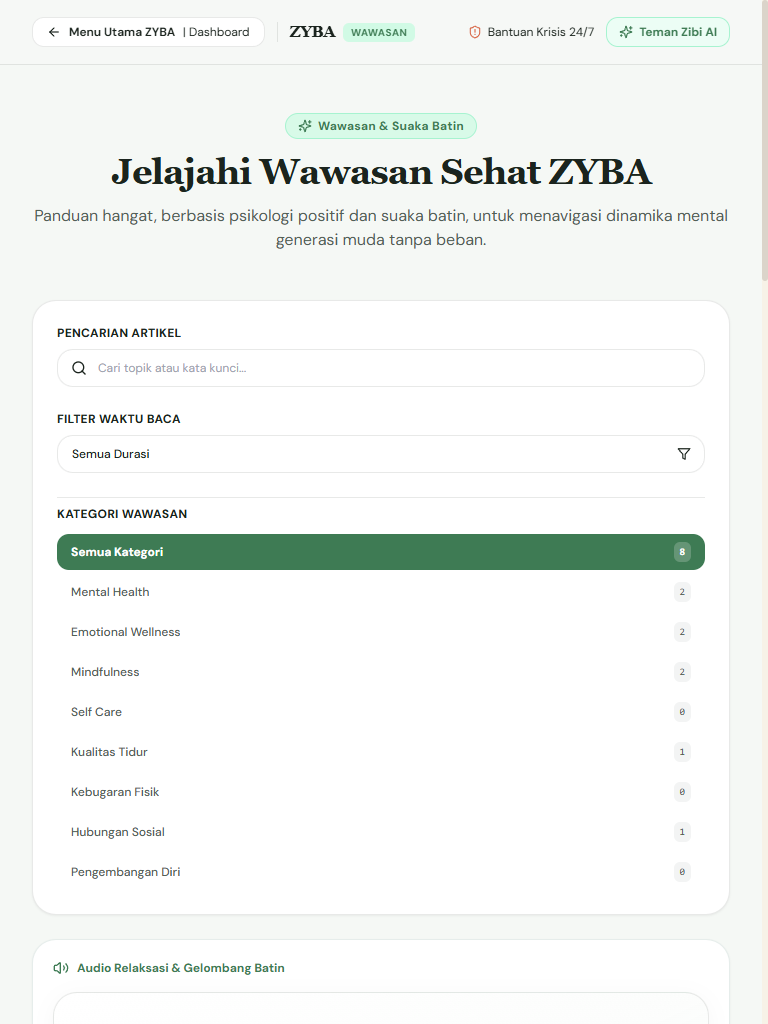 Menu Utama ZYBA | Dashboard
ZYBA WAWASAN
Bantuan Krisis 24/7
Teman Zibi AI
Wawasan & Suaka Batin
Jelajahi Wawasan Sehat ZYBA
Panduan hangat, berbasis psikologi positif dan suaka batin, untuk menavigasi dinamika mental
generasi muda tanpa beban.
PENCARIAN ARTIKEL
Cari topik atau kata kunci...
FILTER WAKTU BACA
Semua Durasi
KATEGORI WAWASAN
Semua Kategori 8
Mental Health 2
Emotional Wellness 2
Mindfulness 2
Self Care 0
Kualitas Tidur 1
Kebugaran Fisik 0
Hubungan Sosial 1
Pengembangan Diri 0
Audio Relaksasi & Gelombang Batin